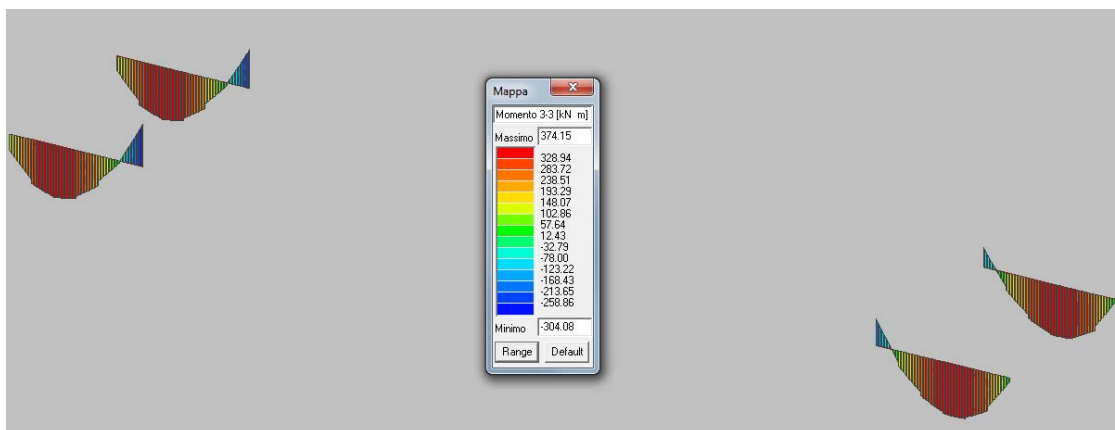 Mappa
Momento 3-3 [kN m]
Massimo 374.15
328.94
283.72
238.51
193.29
148.07
102.86
57.64
12.43
-32.79
-78.00
-123.22
-168.43
-213.65
-258.86
Minimo -304.08
Range Default